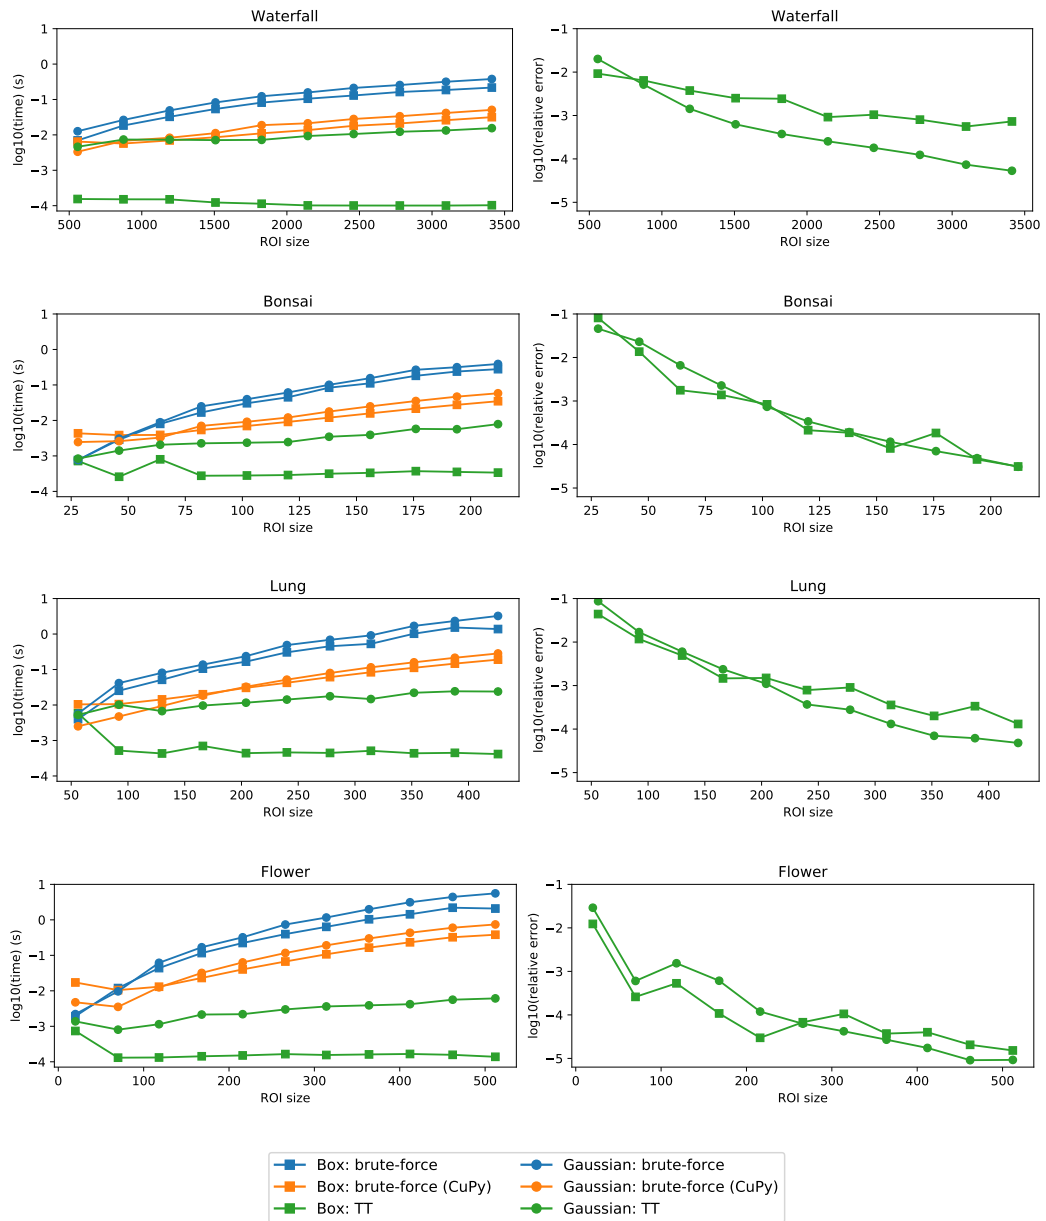 Waterfall
log10(time) (s)
1
0
−1
−2
−3
−4
500 1000 1500 2000 2500 3000 3500
ROI size
Waterfall
log10(relative error)
−1
−2
−3
−4
−5
500 1000 1500 2000 2500 3000 3500
ROI size
Bonsai
log10(time) (s)
1
0
−1
−2
−3
−4
25 50 75 100 125 150 175 200
ROI size
Bonsai
log10(relative error)
−1
−2
−3
−4
−5
25 50 75 100 125 150 175 200
ROI size
Lung
log10(time) (s)
1
0
−1
−2
−3
−4
50 100 150 200 250 300 350 400
ROI size
Lung
log10(relative error)
−1
−2
−3
−4
−5
50 100 150 200 250 300 350 400
ROI size
Flower
log10(time) (s)
1
0
−1
−2
−3
−4
0 100 200 300 400 500
ROI size
Flower
log10(relative error)
−1
−2
−3
−4
−5
0 100 200 300 400 500
ROI size
Box: brute-force
Box: brute-force (CuPy)
Box: TT
Gaussian: brute-force
Gaussian: brute-force (CuPy)
Gaussian: TT